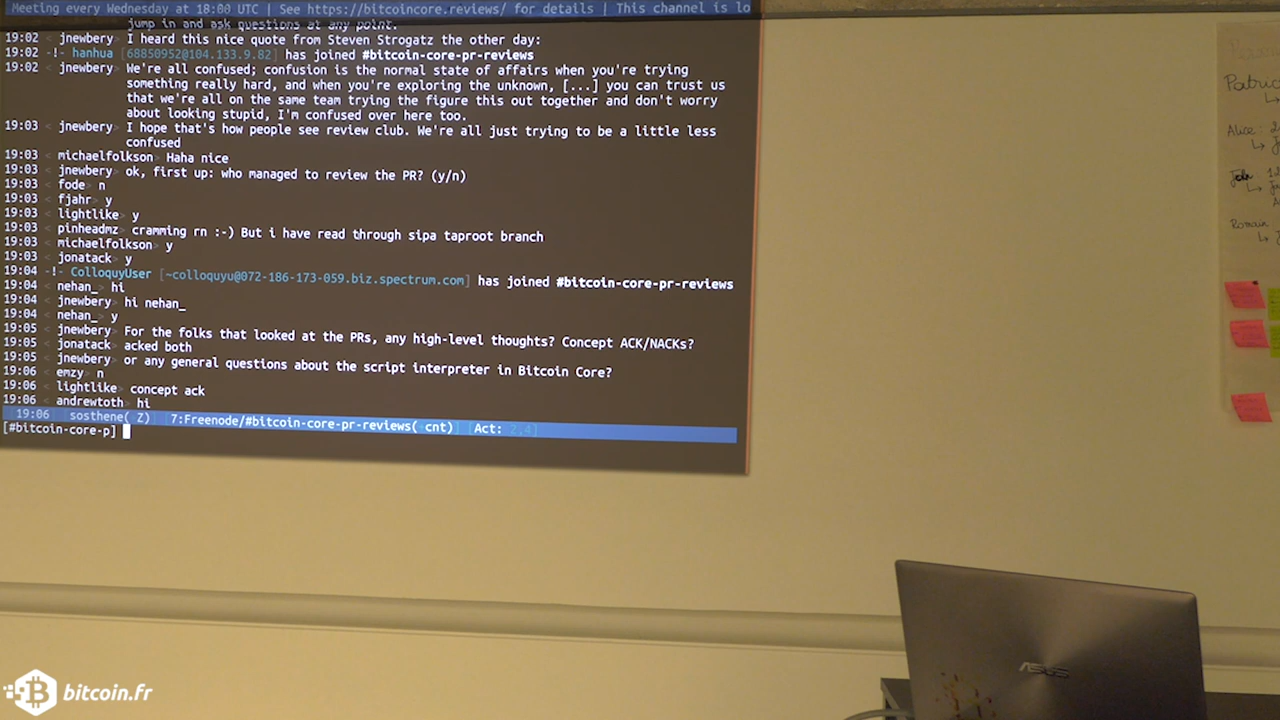 Meeting every Wednesday at 18:00 UTC | See https://bitcoincore.reviews/ for details | This channel is lo
jump in and ask questions at any point.
19:02 < jnewbery> I heard this nice quote from Steven Strogatz the other day:
19:02 -!- hanhua [68850952@104.133.9.82] has joined #bitcoin-core-pr-reviews
19:02 < jnewbery> We're all confused; confusion is the normal state of affairs when you're trying
something really hard, and when you're exploring the unknown, [...] you can trust us
that we're all on the same team trying the figure this out together and don't worry
about looking stupid, I'm confused over here too.
19:03 < jnewbery> I hope that's how people see review club. We're all just trying to be a little less
confused
19:03 < michaelfolkson> Haha nice
19:03 < jnewbery> ok, first up: who managed to review the PR? (y/n)
19:03 < fode> n
19:03 < fjahr> y
19:03 < lightlike> y
19:03 < pinheadmz> cramming rn :-) But i have read through sipa taproot branch
19:03 < michaelfolkson> y
19:03 < jonatack> y
19:04 -!- ColloquyUser [~colloquyu@072-186-173-059.biz.spectrum.com] has joined #bitcoin-core-pr-reviews
19:04 < nehan_> hi
19:04 < jnewbery> hi nehan_
19:04 < nehan_> y
19:05 < jnewbery> For the folks that looked at the PRs, any high-level thoughts? Concept ACK/NACKs?
19:05 < jonatack> acked both
19:05 < jnewbery> or any general questions about the script interpreter in Bitcoin Core?
19:06 < emzy> n
19:06 < lightlike> concept ack
19:06 < andrewtoth> hi
[19:06] sosthene( Z) 7:Freenode/#bitcoin-core-pr-reviews( cnt) [Act: 2,4]
[#bitcoin-core-p]
Patric
Alice :
John
Romain
ASUS
bitcoin.fr